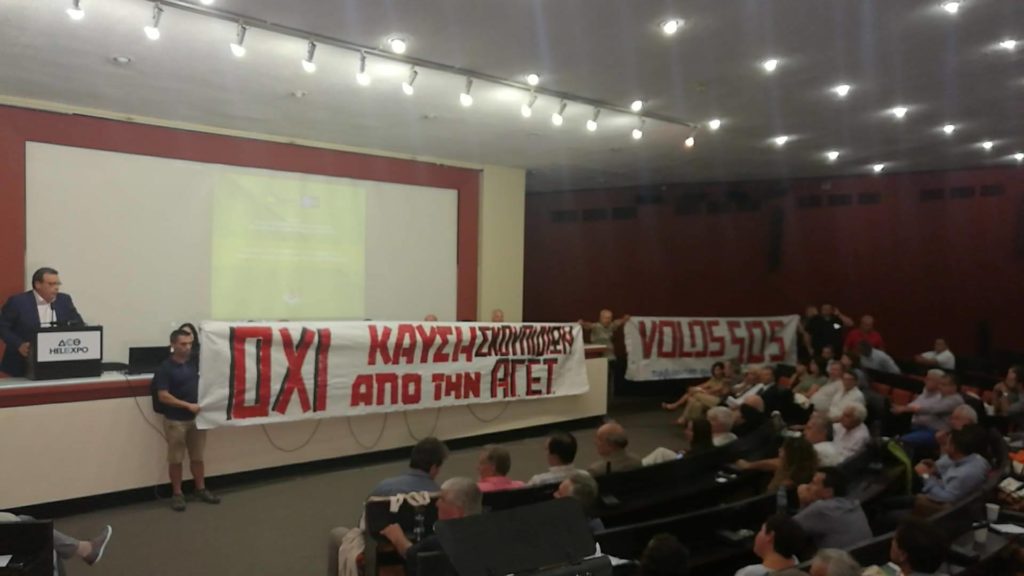 ΔΕΘ
HELEXPO
ΟΧΙ ΚΑΥΣΗ ΣΚΟΥΠΙΔΙΩΝ
ΑΠΟ ΤΗΝ ΑΓΕΤ
VOLOS SOS